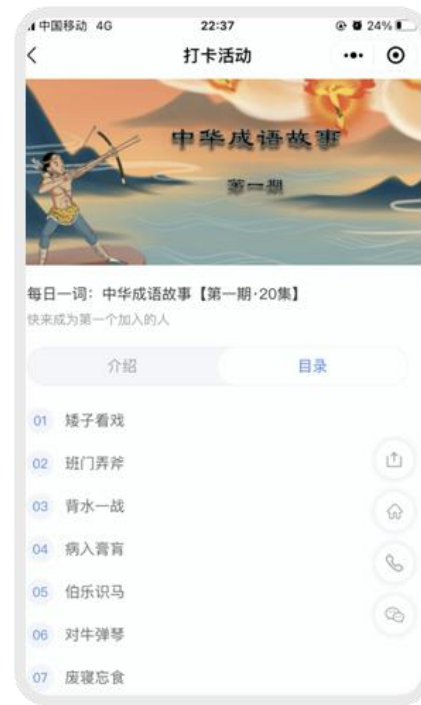 中国移动 4G 22:37 24%
打卡活动
中华成语故事
第一期
每日一词：中华成语故事【第一期·20集】
快来成为第一个加入的人
介绍 目录
01 矮子看戏
02 班门弄斧
03 背水一战
04 病入膏肓
05 伯乐识马
06 对牛弹琴
07 废寝忘食